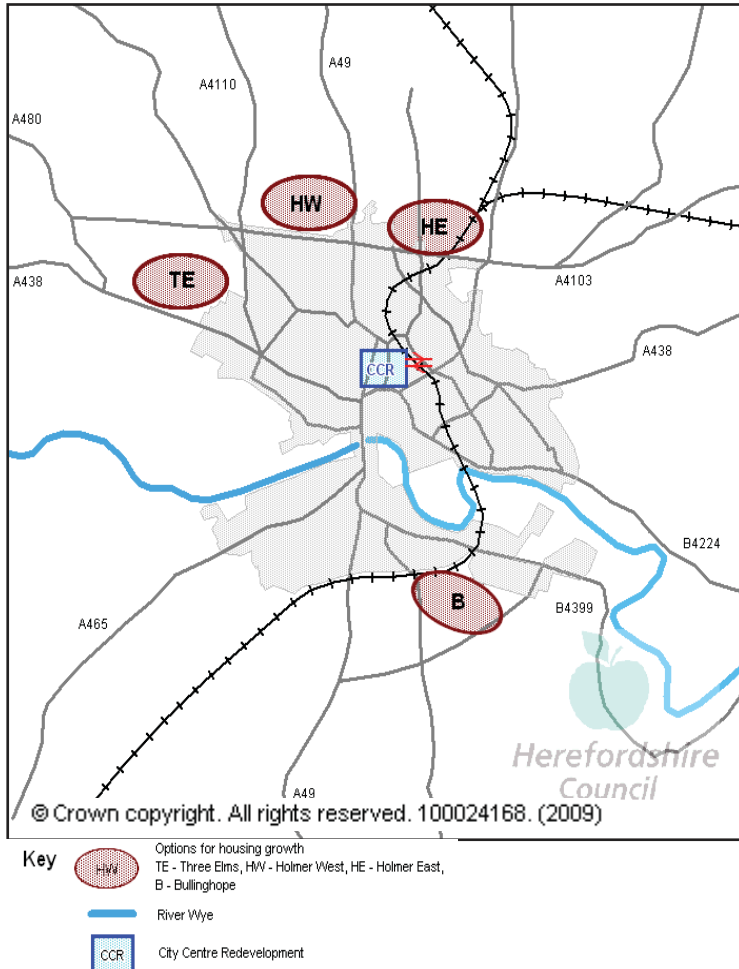 A49
A4110
A480
HW
HE
TE
A438
A4103
A438
CCR
B4224
B
B4399
A465
Herefordshire
Council
A49
© Crown copyright. All rights reserved. 100024168. (2009)
Key
HW
Options for housing growth
TE - Three Elms, HW - Holmer West, HE - Holmer East,
B - Bullinghope
River Wye
CCR
City Centre Redevelopment